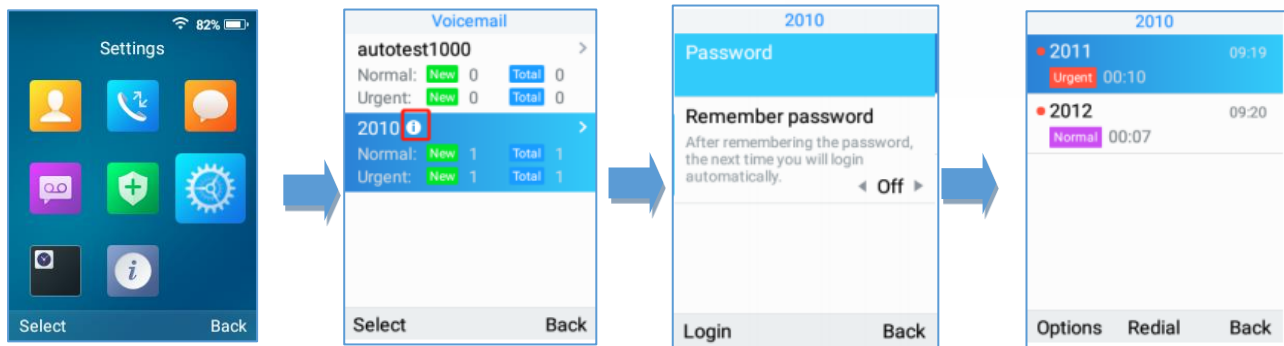 82%
Settings
Select Back
Voicemail
autotest1000
Normal: New 0 Total 0
Urgent: New 0 Total 0
2010
Normal: New 1 Total 1
Urgent: New 1 Total 1
Select Back
2010
Password
Remember password
After remembering the password,
the next time you will login
automatically.
Off
Login Back
2010
2011 09:19
Urgent 00:10
2012 09:20
Normal 00:07
Options Redial Back